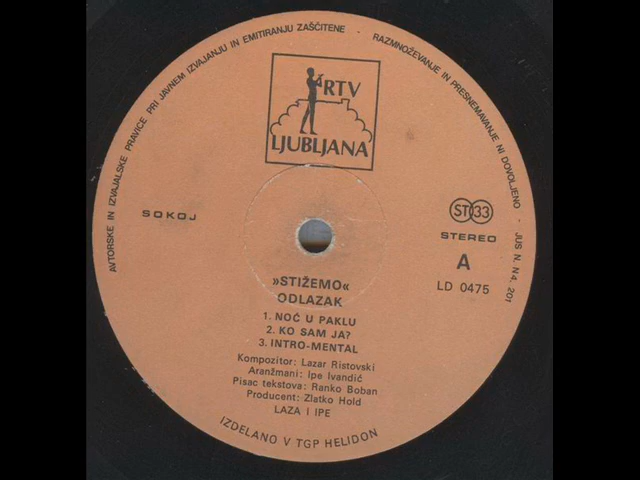 AVTORSKE IN IZVAJALSKE PRAVICE PRI JAVNEM IZVAJANJU IN EMITIRANJU ZAŠČITENE - RAZMNOŽEVANJE IN PRESNEMAVANJE NI DOVOLJENO - JUS N. N4. 201
RTV
LJUBLJANA
SOKOJ
ST 33
STEREO
A
LD 0475
»STIŽEMO«
ODLAZAK
1. NOĆ U PAKLU
2. KO SAM JA?
3. INTRO-MENTAL
Kompozitor: Lazar Ristovski
Aranžmani: Ipe Ivandić
Pisac tekstova: Ranko Boban
Producent: Zlatko Hold
LAZA I IPE
IZDELANO V TGP HELIDON